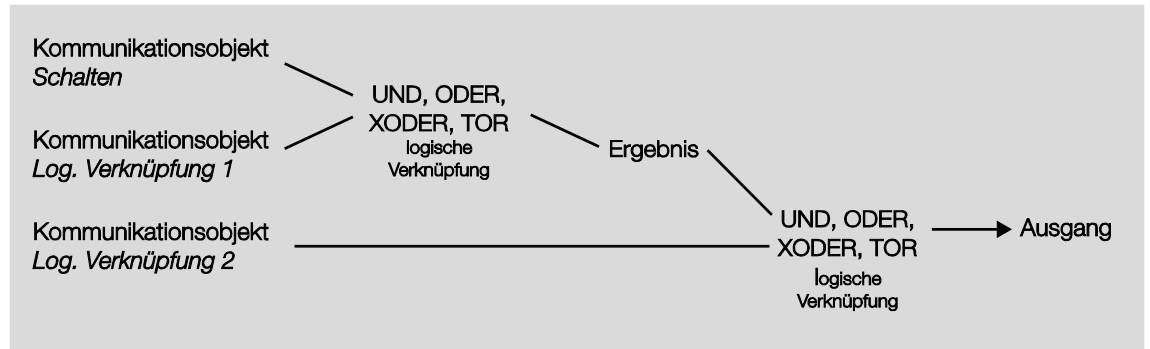 Kommunikationsobjekt
Schalten
Kommunikationsobjekt
Log. Verknüpfung 1
UND, ODER,
XODER, TOR
logische
Verknüpfung
Ergebnis
Kommunikationsobjekt
Log. Verknüpfung 2
UND, ODER,
XODER, TOR
logische
Verknüpfung
Ausgang